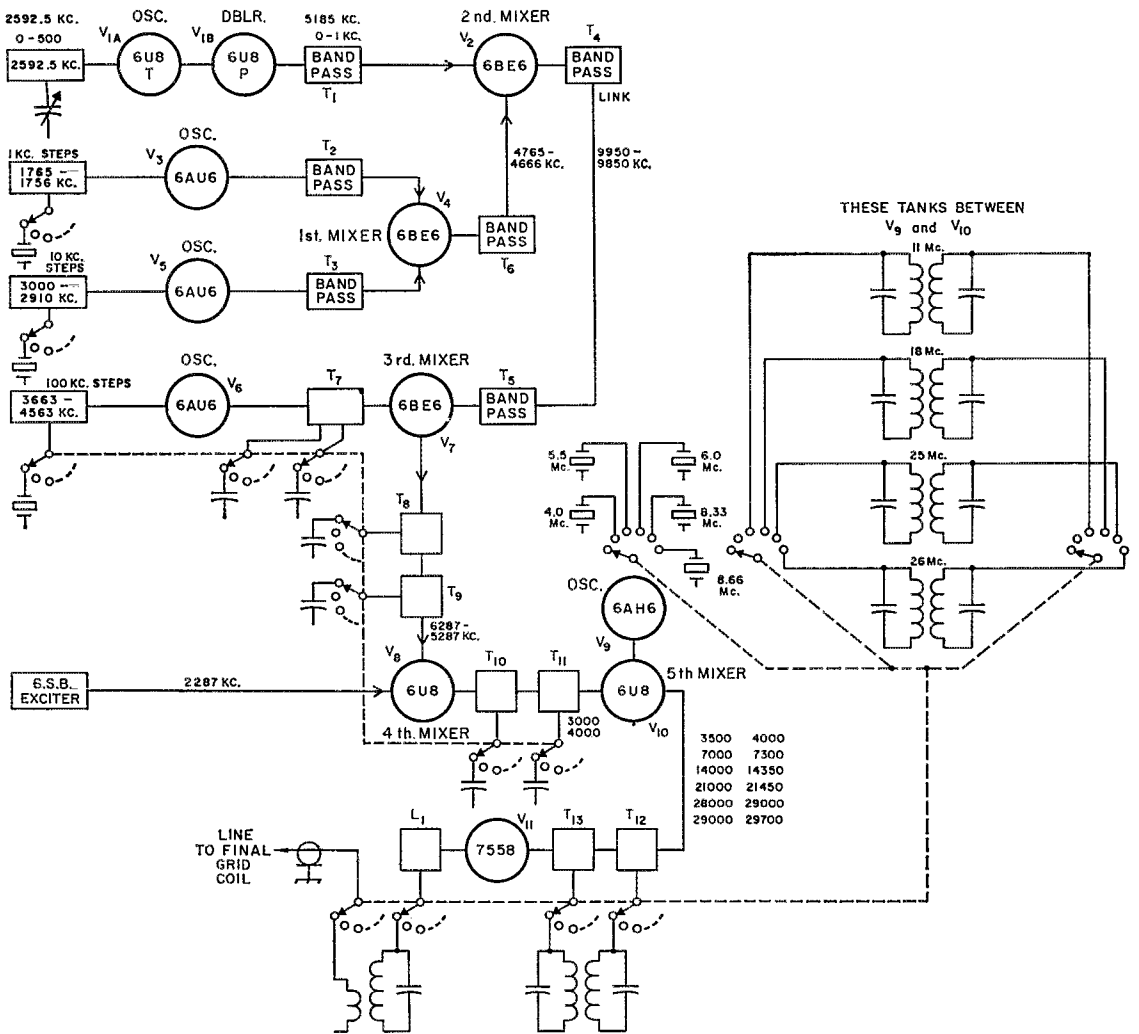 2592.5 KC.
0-500
2592.5 KC.
OSC.
V1A
6U8
T
DBLR.
V1B
6U8
P
5185 KC.
0-1 KC.
BAND
PASS
T1
2nd. MIXER
V2
6BE6
T4
BAND
PASS
LINK
1 KC. STEPS
1765 —
1756 KC.
OSC.
V3
6AU6
T2
BAND
PASS
4765-
4666 KC.
9950-
9850 KC.
V4
6BE6
1st. MIXER
BAND
PASS
T6
10 KC.
STEPS
3000 —
2910 KC.
OSC.
V5
6AU6
T3
BAND
PASS
100 KC. STEPS
3663 -
4563 KC.
OSC.
V6
6AU6
T7
3rd. MIXER
6BE6
V7
T5
BAND
PASS
THESE TANKS BETWEEN
V9 and V10
11 Mc.
18 Mc.
25 Mc.
26 Mc.
5.5
Mc.
6.0
Mc.
4.0
Mc.
8.33
Mc.
8.66
Mc.
T8
T9
6287-
5287 KC.
OSC.
6AH6
V9
S.S.B.
EXCITER
2287 KC.
V8
6U8
4 th. MIXER
T10
T11
3000
4000
6U8
V10
5 th MIXER
3500 4000
7000 7300
14000 14350
21000 21450
28000 29000
29000 29700
LINE
TO FINAL
GRID
COIL
L1
7558
V11
T13
T12